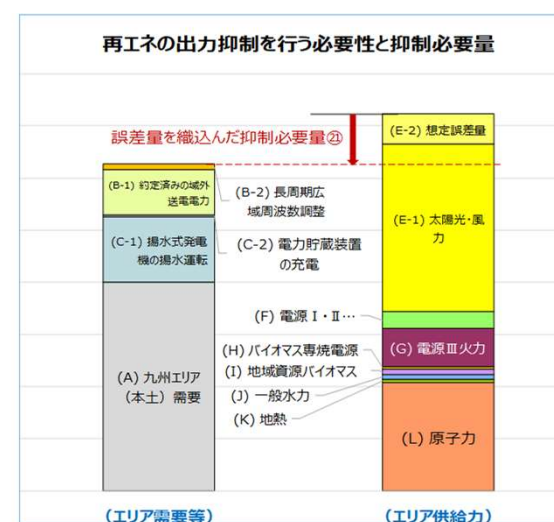 再エネの出力抑制を行う必要性と抑制必要量
誤差量を織込んだ抑制必要量㉑
(E-2) 想定誤差量
(B-1) 約定済みの域外
送電電力
(B-2) 長周期広
域周波数調整
(E-1) 太陽光・風
力
(C-1) 揚水式発電
機の揚水運転
(C-2) 電力貯蔵装置
の充電
(F) 電源Ⅰ・Ⅱ…
(G) 電源Ⅲ火力
(H) バイオマス専焼電源
(I) 地域資源バイオマス
(J) 一般水力
(K) 地熱
(A) 九州エリア
（本土）需要
(L) 原子力
（エリア需要等）
（エリア供給力）